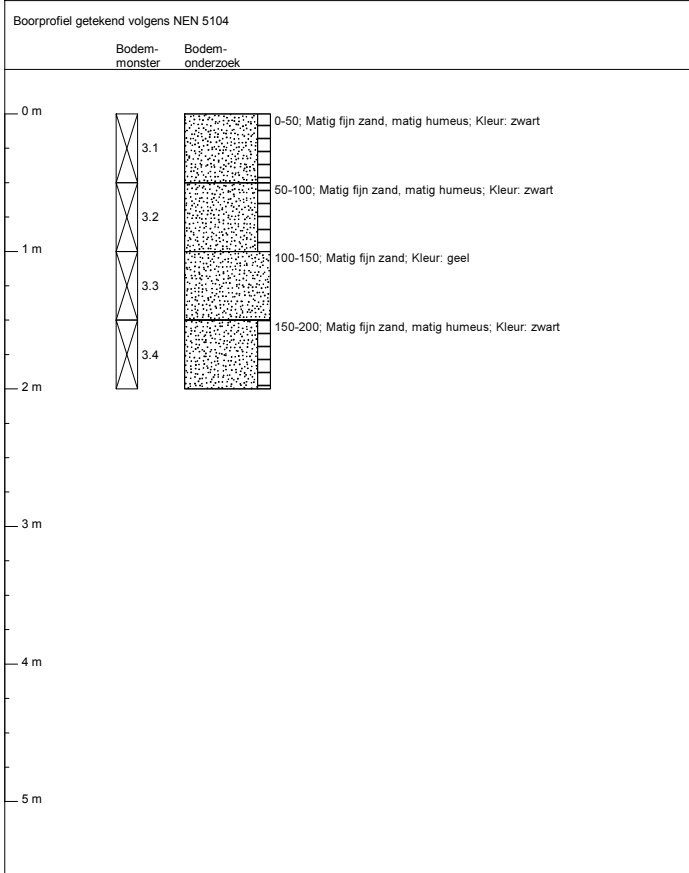 Boorprofiel getekend volgens NEN 5104
Bodem-
monster
Bodem-
onderzoek
0 m
0-50; Matig fijn zand, matig humeus; Kleur: zwart
3.1
50-100; Matig fijn zand, matig humeus; Kleur: zwart
3.2
1 m
100-150; Matig fijn zand; Kleur: geel
3.3
150-200; Matig fijn zand, matig humeus; Kleur: zwart
3.4
2 m
3 m
4 m
5 m